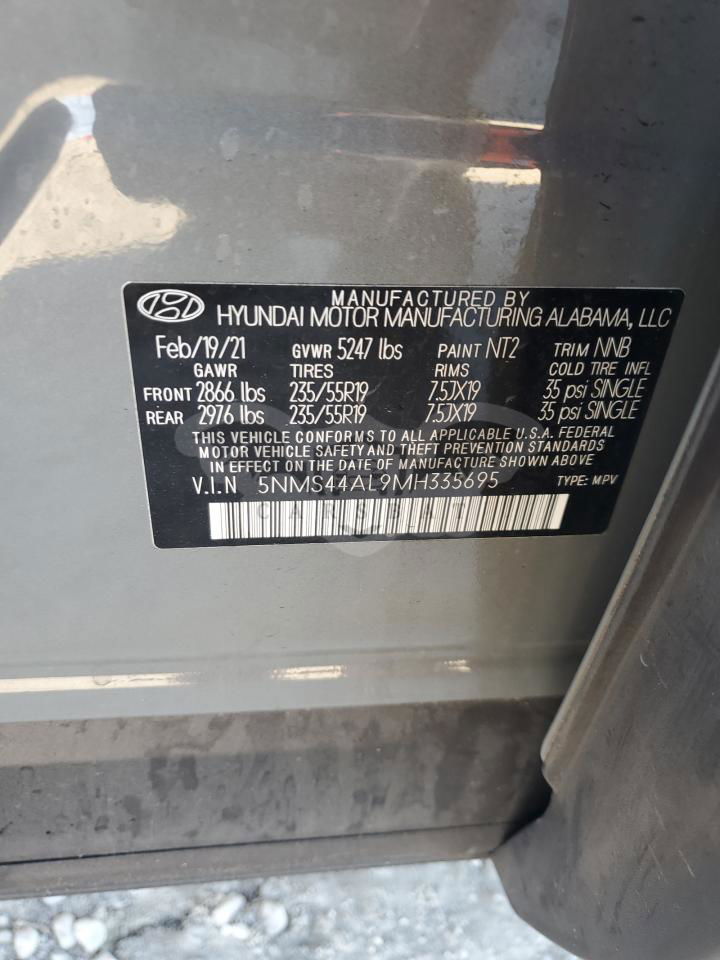 MANUFACTURED BY
HYUNDAI MOTOR MANUFACTURING ALABAMA, LLC
Feb/19/21 GVWR 5247 lbs PAINT NT2 TRIM NNB
GAWR TIRES RIMS COLD TIRE INFL
FRONT 2866 lbs 235/55R19 7.5JX19 35 psi SINGLE
REAR 2976 lbs 235/55R19 7.5JX19 35 psi SINGLE
THIS VEHICLE CONFORMS TO ALL APPLICABLE U.S.A. FEDERAL
MOTOR VEHICLE SAFETY AND THEFT PREVENTION STANDARDS
IN EFFECT ON THE DATE OF MANUFACTURE SHOWN ABOVE
V.I.N 5NMS44AL9MH335695 TYPE: MPV